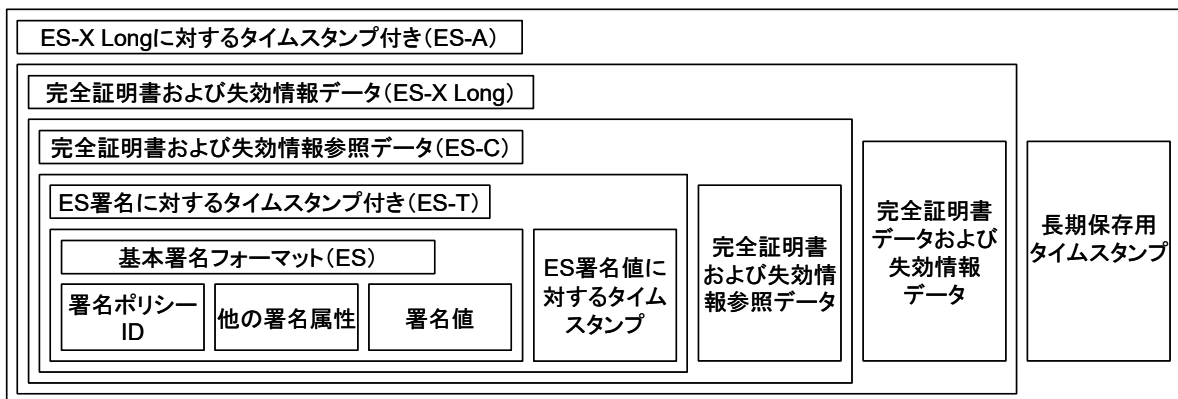 ES-X Longに対するタイムスタンプ付き(ES-A)
完全証明書および失効情報データ(ES-X Long)
完全証明書および失効情報参照データ(ES-C)
ES署名に対するタイムスタンプ付き(ES-T)
基本署名フォーマット(ES)
署名ポリシー
ID
他の署名属性
署名値
ES署名値に
対するタイム
スタンプ
完全証明書
および失効情
報参照データ
完全証明書
データおよび
失効情報
データ
長期保存用
タイムスタンプ